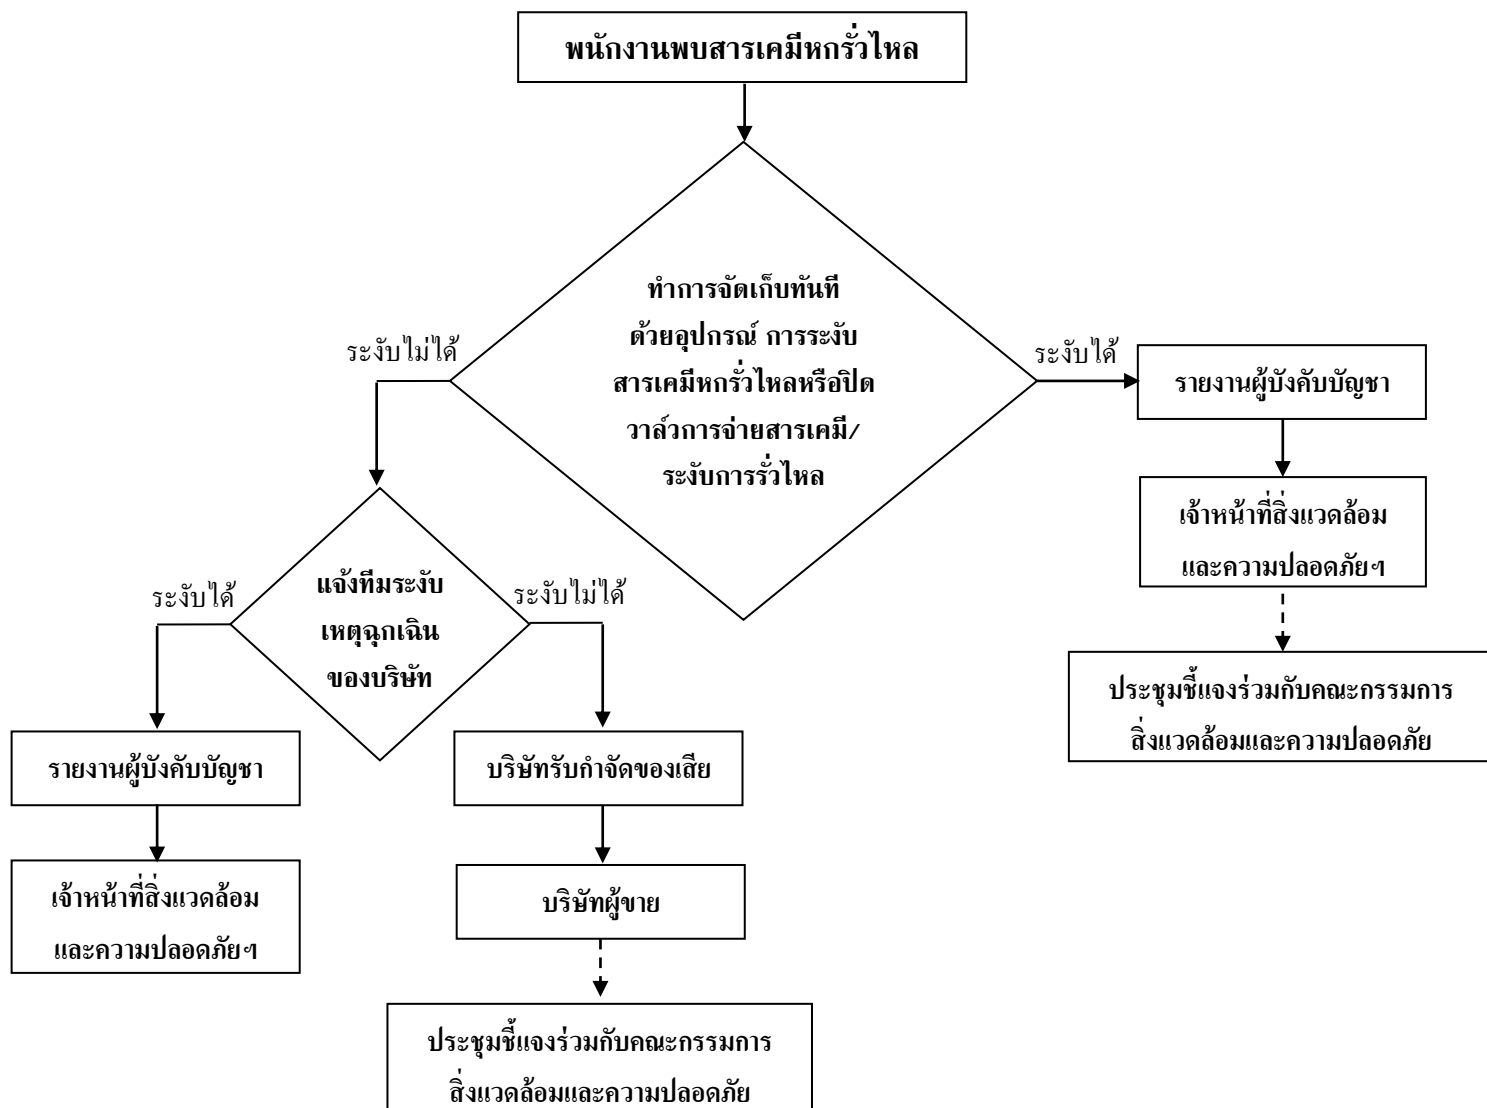 พนักงานพบสารเคมีหกรั่วไหล
ทำการจัดเก็บทันที
ด้วยอุปกรณ์ การระงับ
สารเคมีหกรั่วไหลหรือปิด
วาล์วการจ่ายสารเคมี/
ระงับการรั่วไหล
ระงับไม่ได้
ระงับได้
รายงานผู้บังคับบัญชา
เจ้าหน้าที่สิ่งแวดล้อม
และความปลอดภัยฯ
ประชุมชี้แจงร่วมกับคณะกรรมการ
สิ่งแวดล้อมและความปลอดภัย
แจ้งทีมระงับ
เหตุฉุกเฉิน
ของบริษัท
ระงับได้
ระงับไม่ได้
รายงานผู้บังคับบัญชา
เจ้าหน้าที่สิ่งแวดล้อม
และความปลอดภัยฯ
บริษัทรับกำจัดของเสีย
บริษัทผู้ขาย
ประชุมชี้แจงร่วมกับคณะกรรมการ
สิ่งแวดล้อมและความปลอดภัย